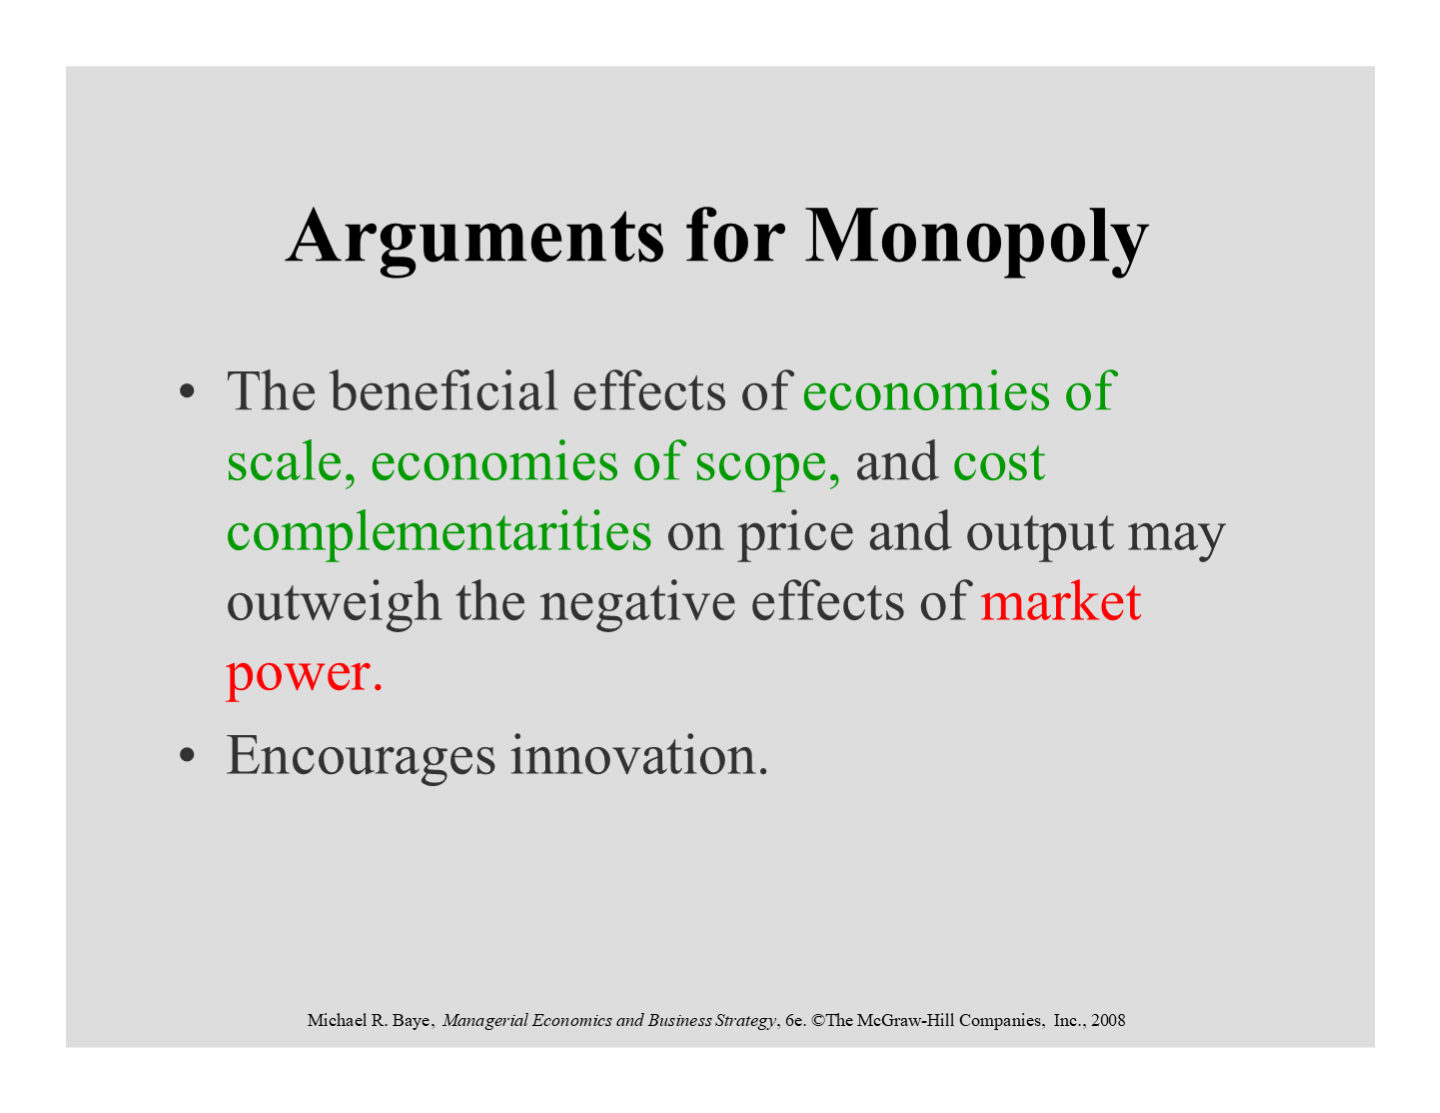 Arguments for Monopoly
• The beneficial effects of economies of
scale, economies of scope, and cost
complementarities on price and output may
outweigh the negative effects of market
power.
• Encourages innovation.
Michael R. Baye, Managerial Economics and Business Strategy, 6e. ©The McGraw-Hill Companies, Inc., 2008